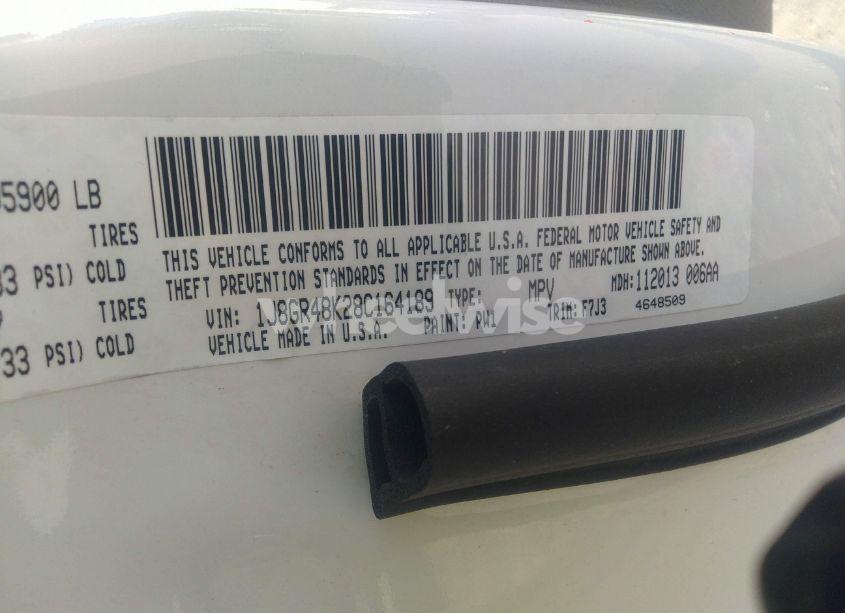 5900 LB
TIRES
33 PSI) COLD
TIRES
33 PSI) COLD
THIS VEHICLE CONFORMS TO ALL APPLICABLE U.S.A. FEDERAL MOTOR VEHICLE SAFETY AND
THEFT PREVENTION STANDARDS IN EFFECT ON THE DATE OF MANUFACTURE SHOWN ABOVE.
VIN: 1J8GR48K28C164189 TYPE: MPV MDH:112013 006AA
VEHICLE MADE IN U.S.A. PAINT: PW1 TRIM: F7J3 4648509
wheelwise